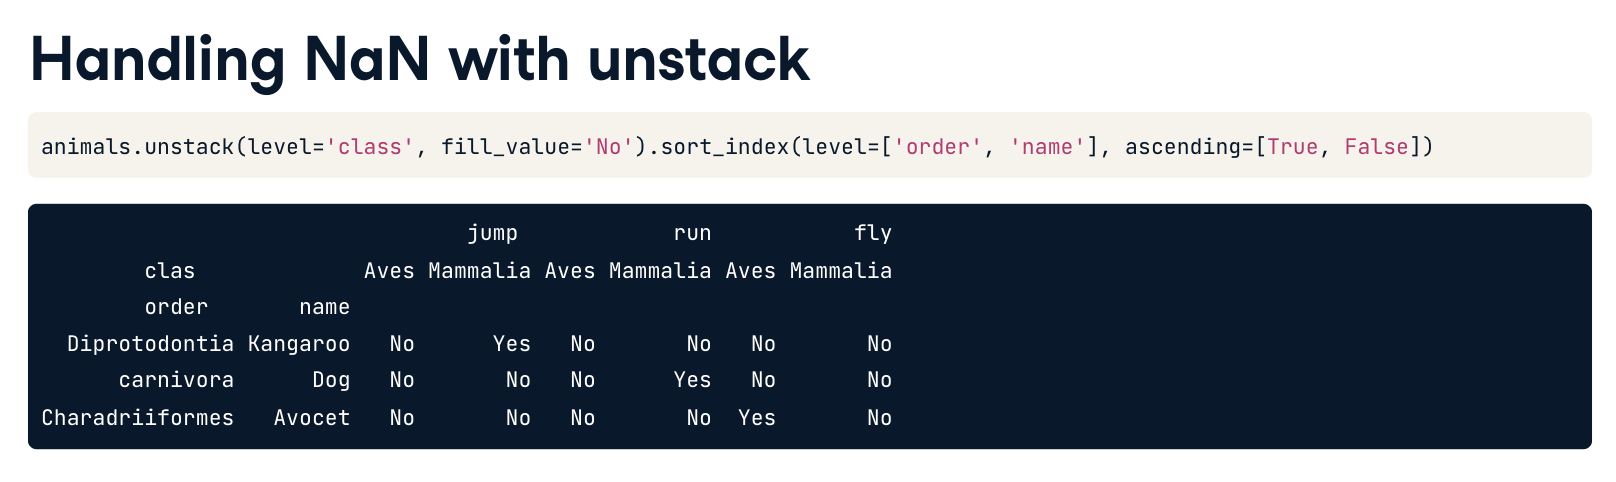 Handling NaN with unstack
animals.unstack(level='class', fill_value='No').sort_index(level=['order', 'name'], ascending=[True, False])
jump run fly
clas Aves Mammalia Aves Mammalia Aves Mammalia
order name
Diprotodontia Kangaroo No Yes No No No No
carnivora Dog No No No Yes No No
Charadriiformes Avocet No No No No Yes No